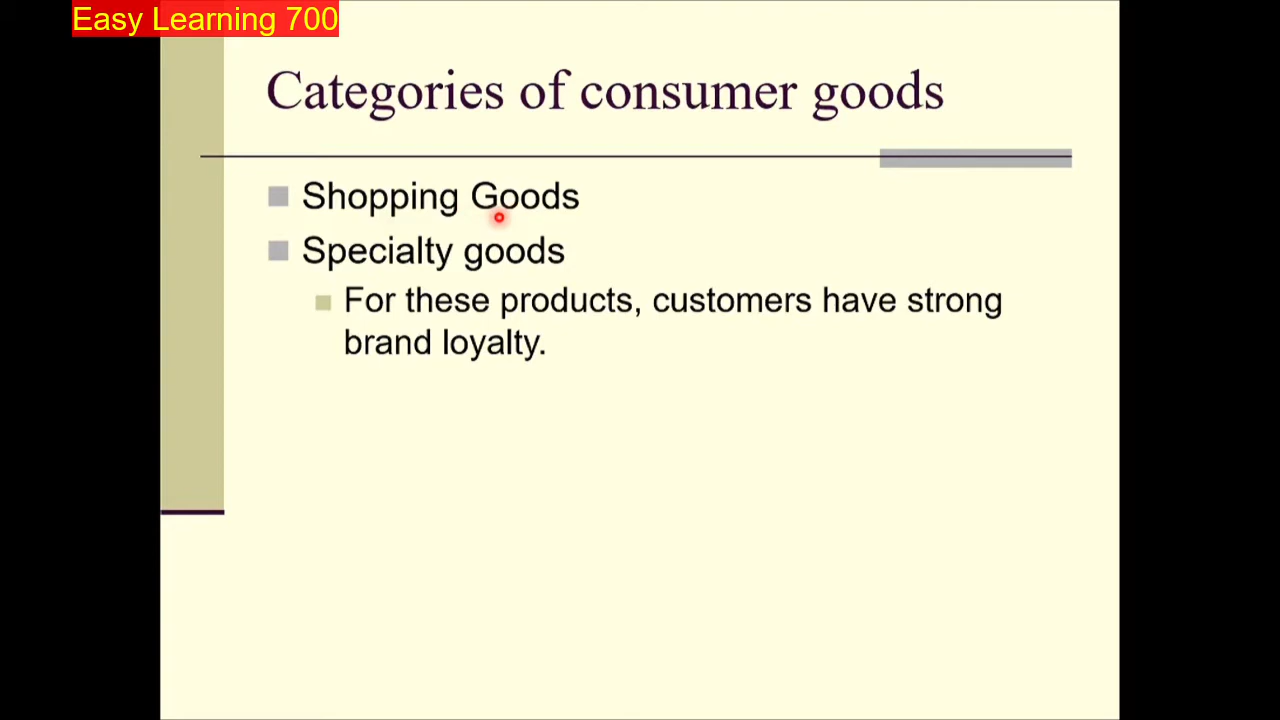 Easy Learning 700
Categories of consumer goods
Shopping Goods
Specialty goods
For these products, customers have strong
brand loyalty.